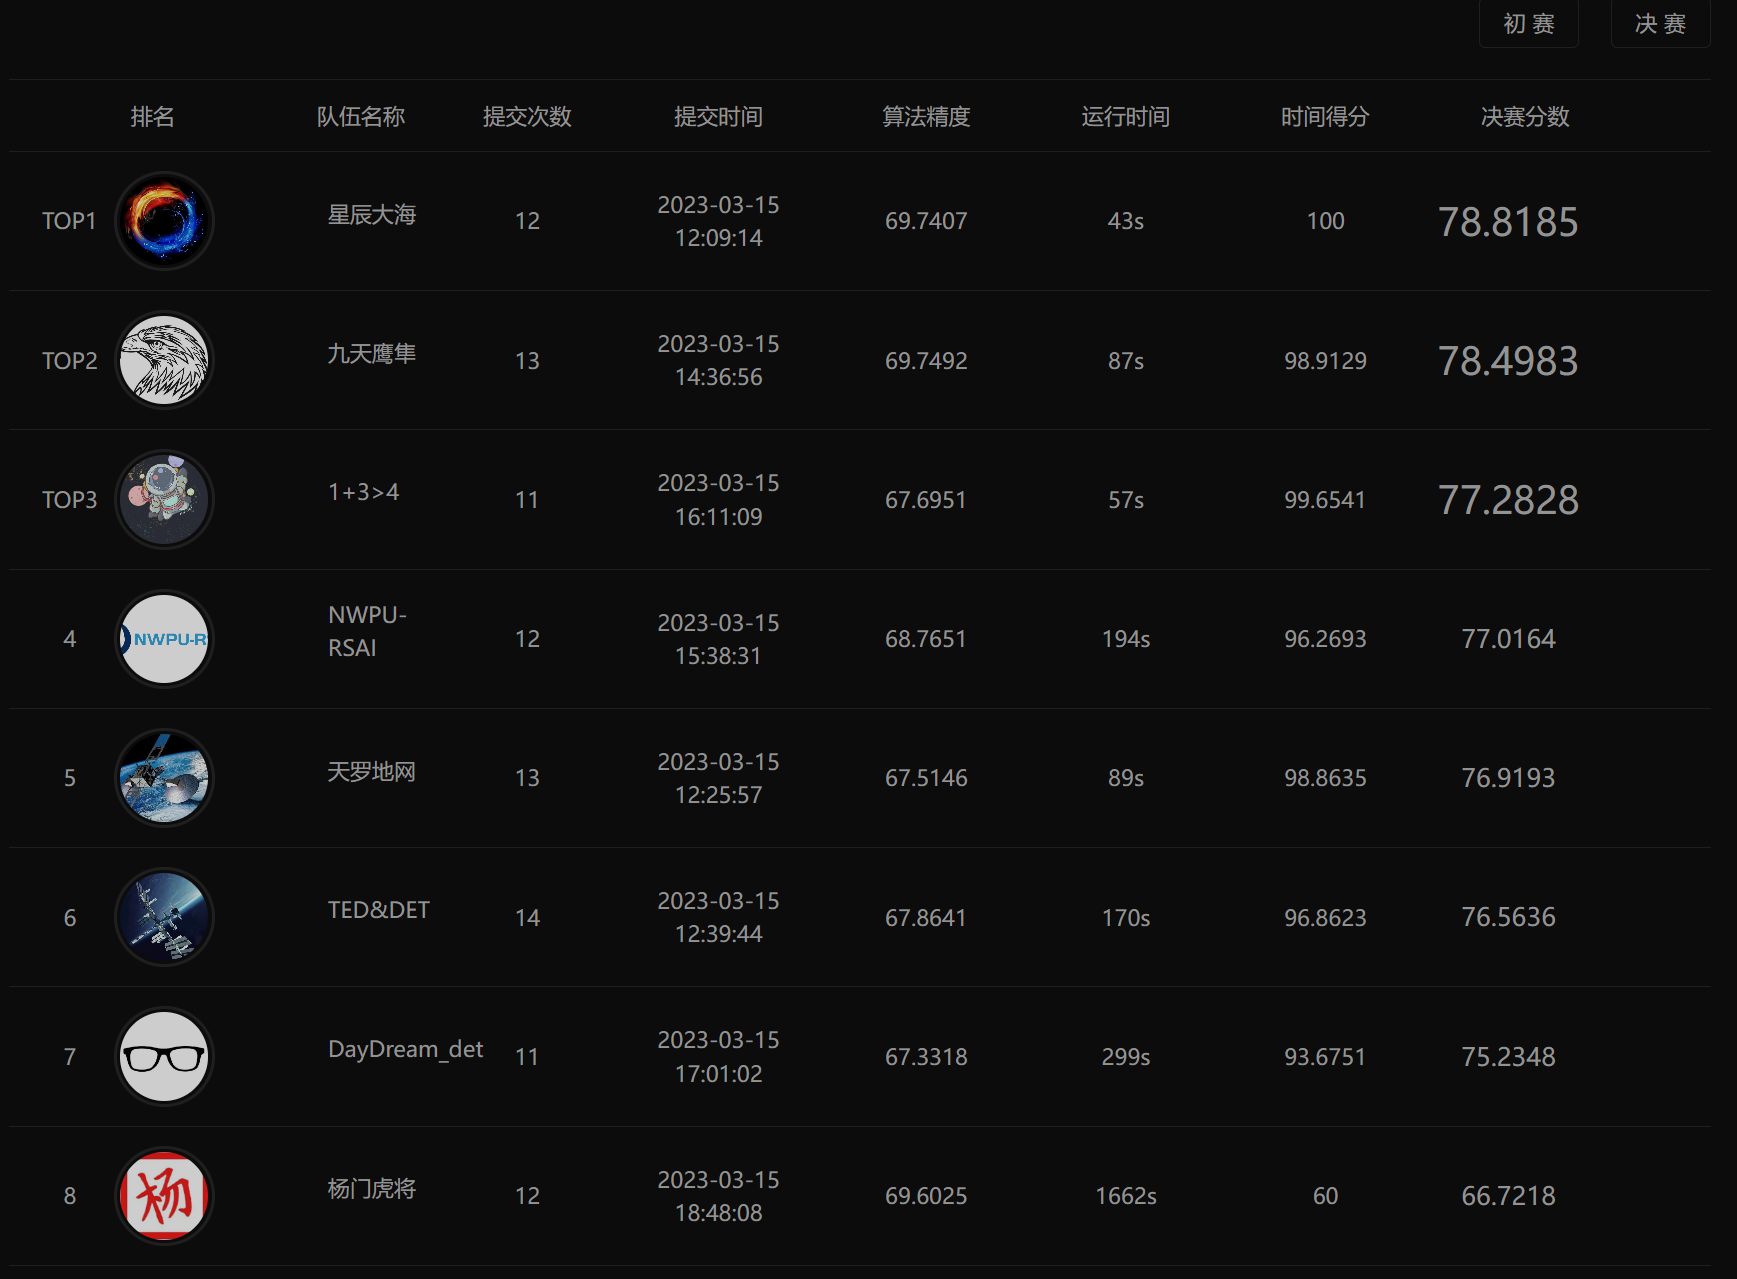 初 赛 决 赛
排名 队伍名称 提交次数 提交时间 算法精度 运行时间 时间得分 决赛分数
TOP1 星辰大海 12 2023-03-15 12:09:14 69.7407 43s 100 78.8185
TOP2 九天鹰隼 13 2023-03-15 14:36:56 69.7492 87s 98.9129 78.4983
TOP3 1+3>4 11 2023-03-15 16:11:09 67.6951 57s 99.6541 77.2828
4 NWPU-R NWPU-RSAI 12 2023-03-15 15:38:31 68.7651 194s 96.2693 77.0164
5 天罗地网 13 2023-03-15 12:25:57 67.5146 89s 98.8635 76.9193
6 TED&DET 14 2023-03-15 12:39:44 67.8641 170s 96.8623 76.5636
7 DayDream_det 11 2023-03-15 17:01:02 67.3318 299s 93.6751 75.2348
8 杨 杨门虎将 12 2023-03-15 18:48:08 69.6025 1662s 60 66.7218